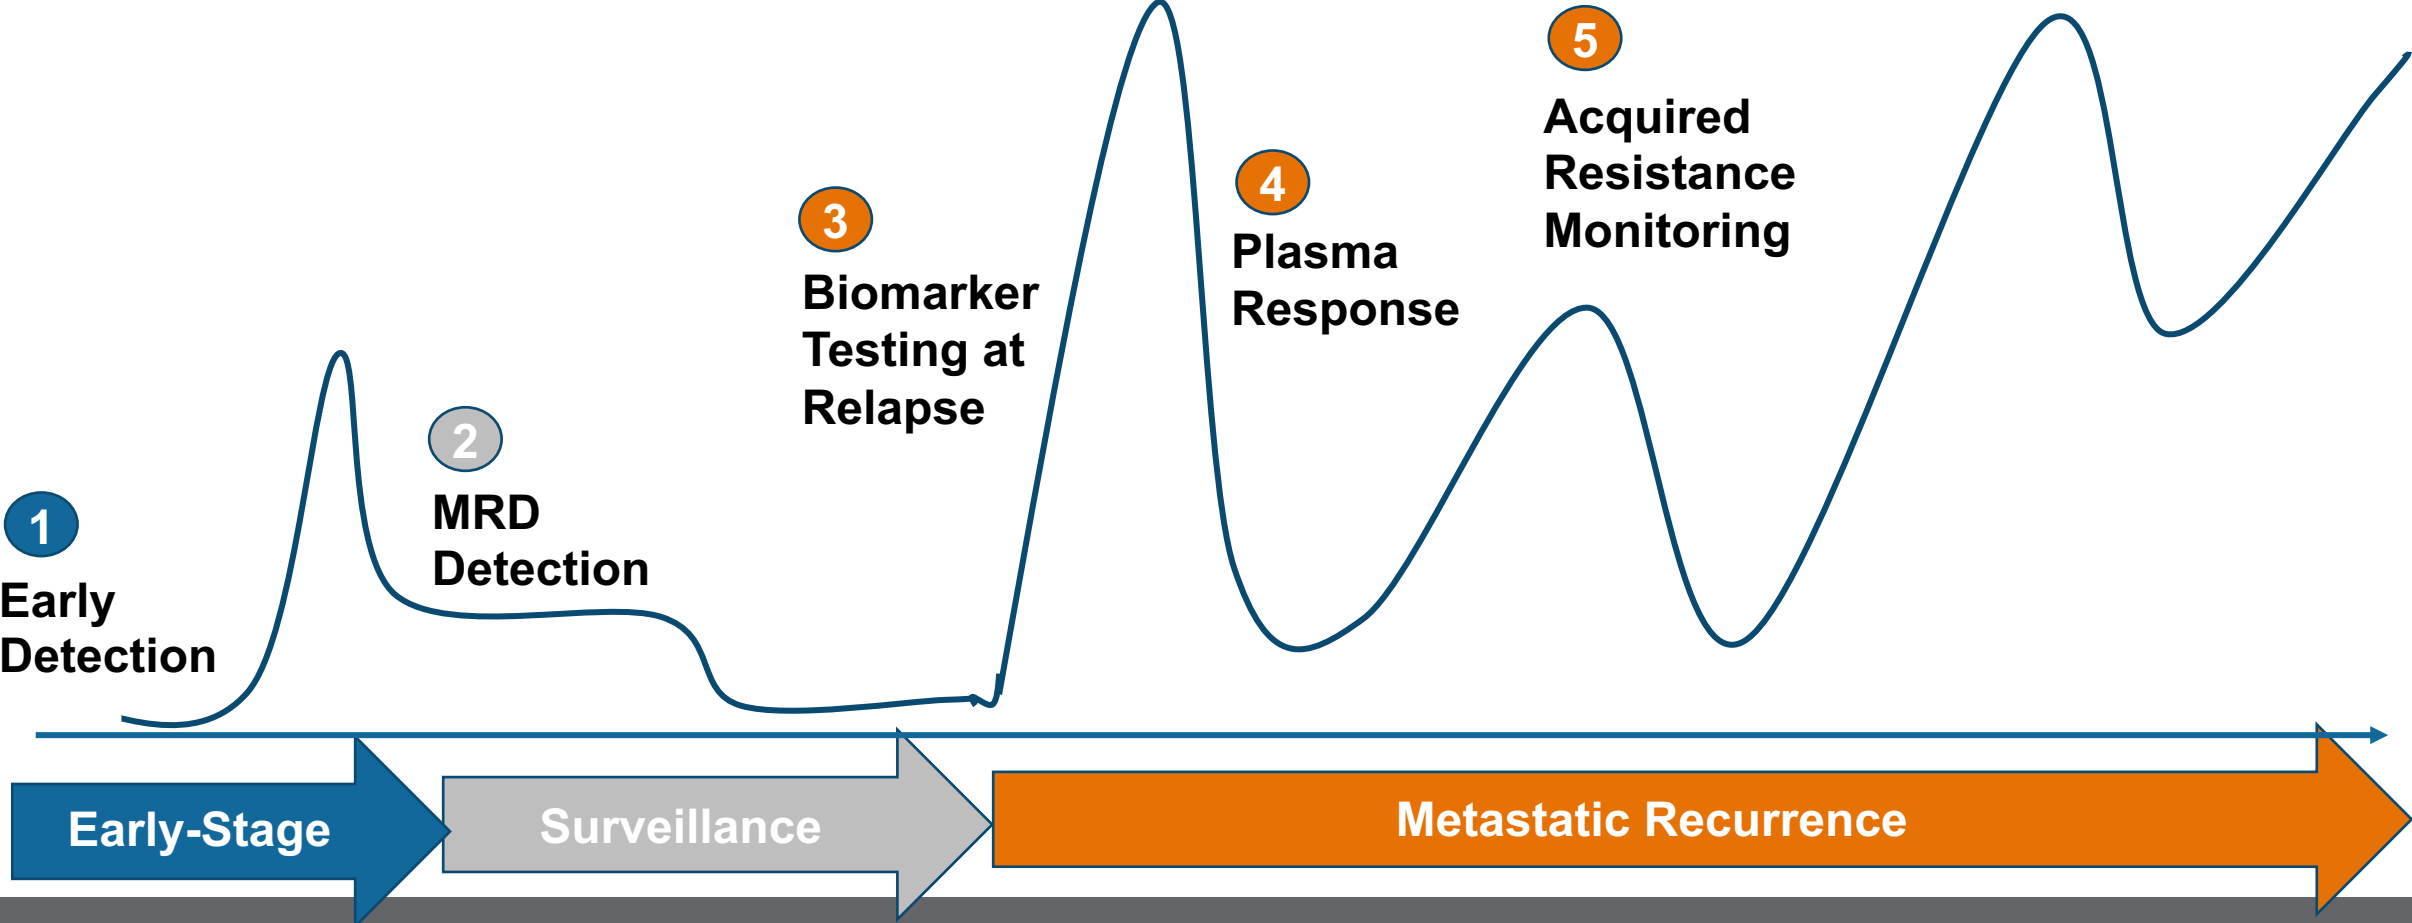 1
Early
Detection
2
MRD
Detection
3
Biomarker
Testing at
Relapse
4
Plasma
Response
5
Acquired
Resistance
Monitoring
Early-Stage
Surveillance
Metastatic Recurrence